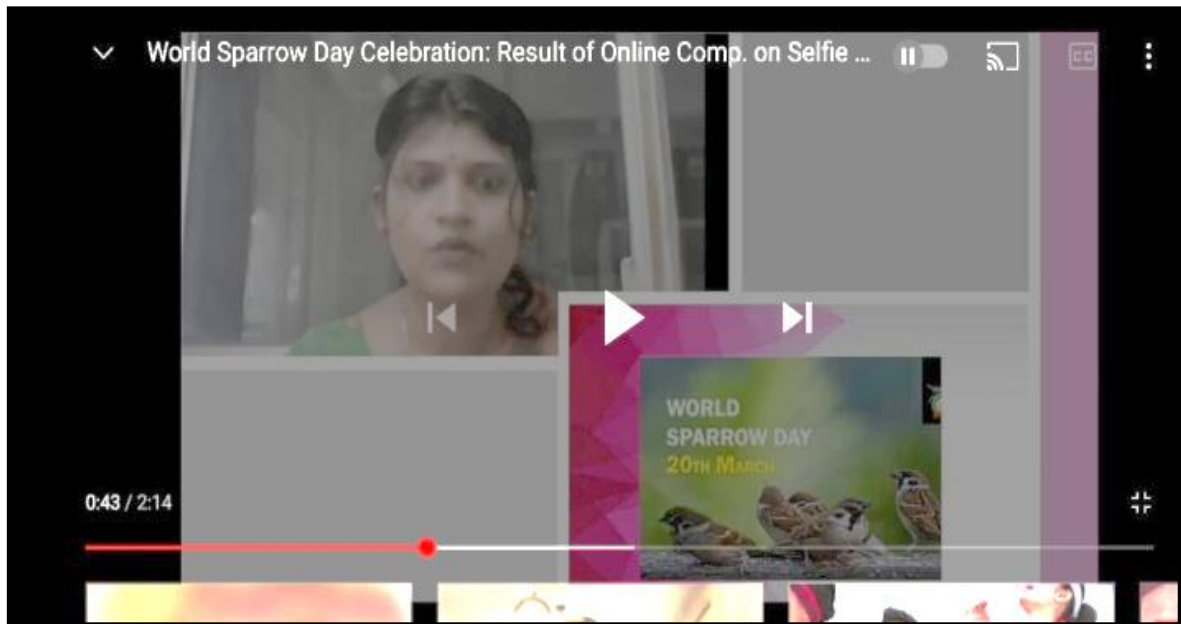 World Sparrow Day Celebration: Result of Online Comp. on Selfie ...
CC
WORLD
SPARROW DAY
20TH MARCH
0:43 / 2:14